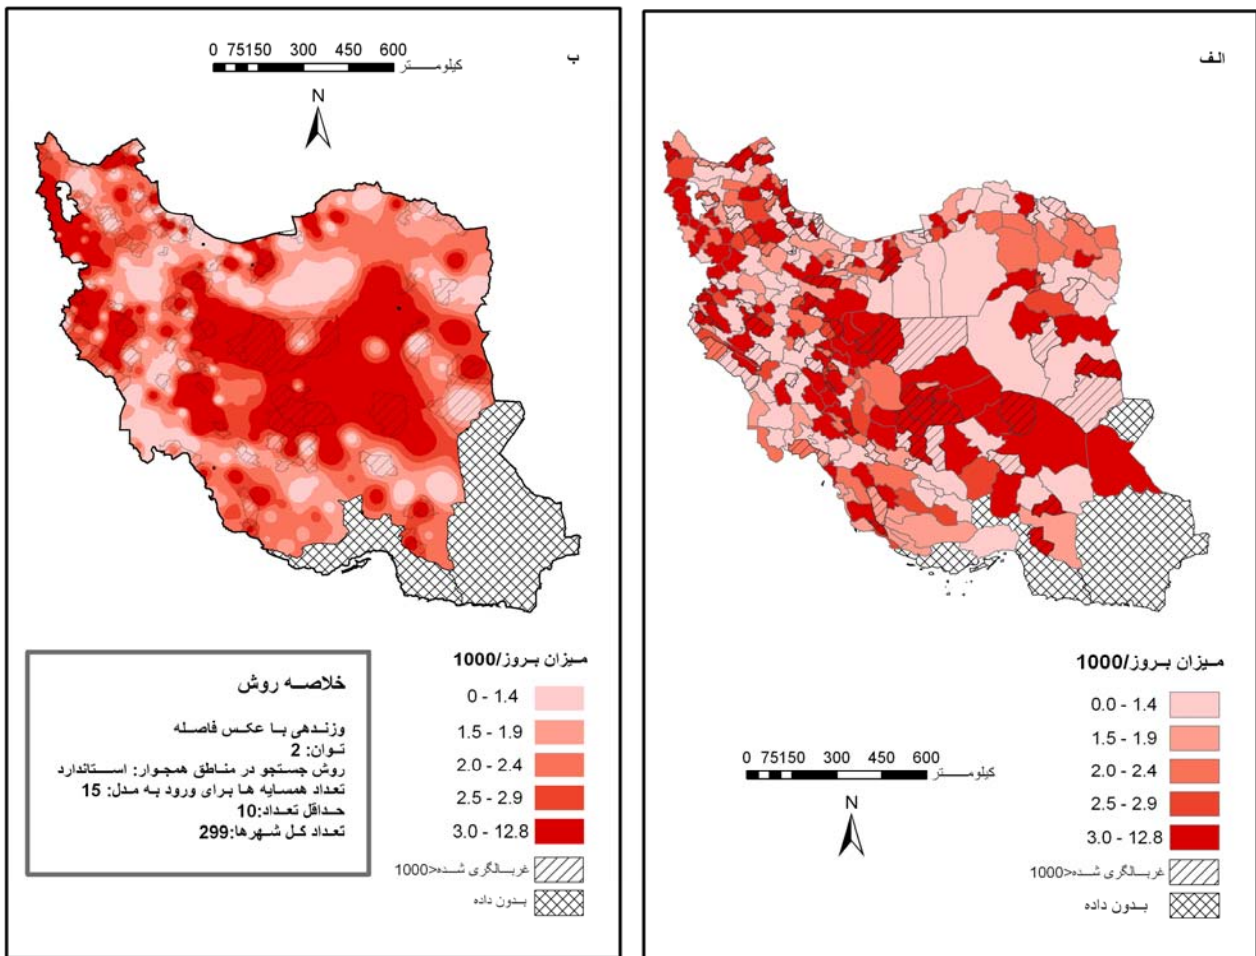 الف
میزان بروز/1000
0.0 - 1.4
1.5 - 1.9
2.0 - 2.4
2.5 - 2.9
3.0 - 12.8
غربالگری شده<1000
بدون داده
0 75150 300 450 600 کیلومتر
N
ب
0 75150 300 450 600 کیلومتر
N
میزان بروز/1000
0 - 1.4
1.5 - 1.9
2.0 - 2.4
2.5 - 2.9
3.0 - 12.8
غربالگری شده<1000
بدون داده
خلاصه روش
وزندهی با عکس فاصله
توان: 2
روش جستجو در مناطق همجوار: استاندارد
تعداد همسایه ها برای ورود به مدل: 15
حداقل تعداد:10
تعداد کل شهرها:299